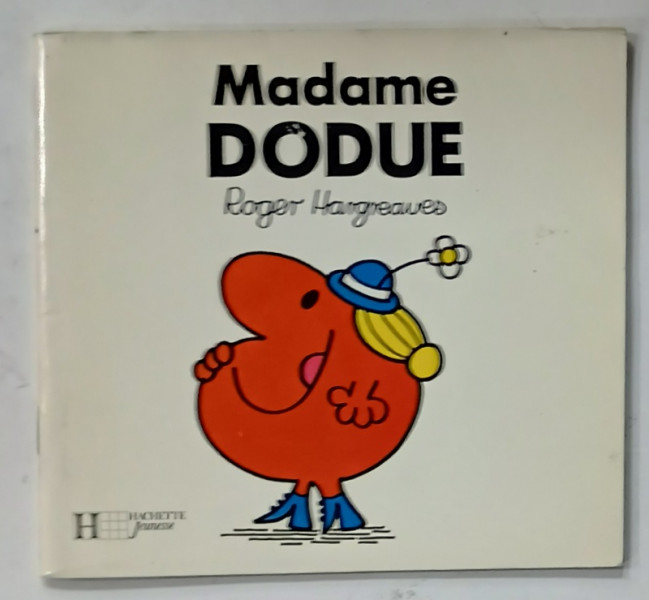 Madame
DODUE
Roger Hargreaves
H HACHETTE
Jeunesse